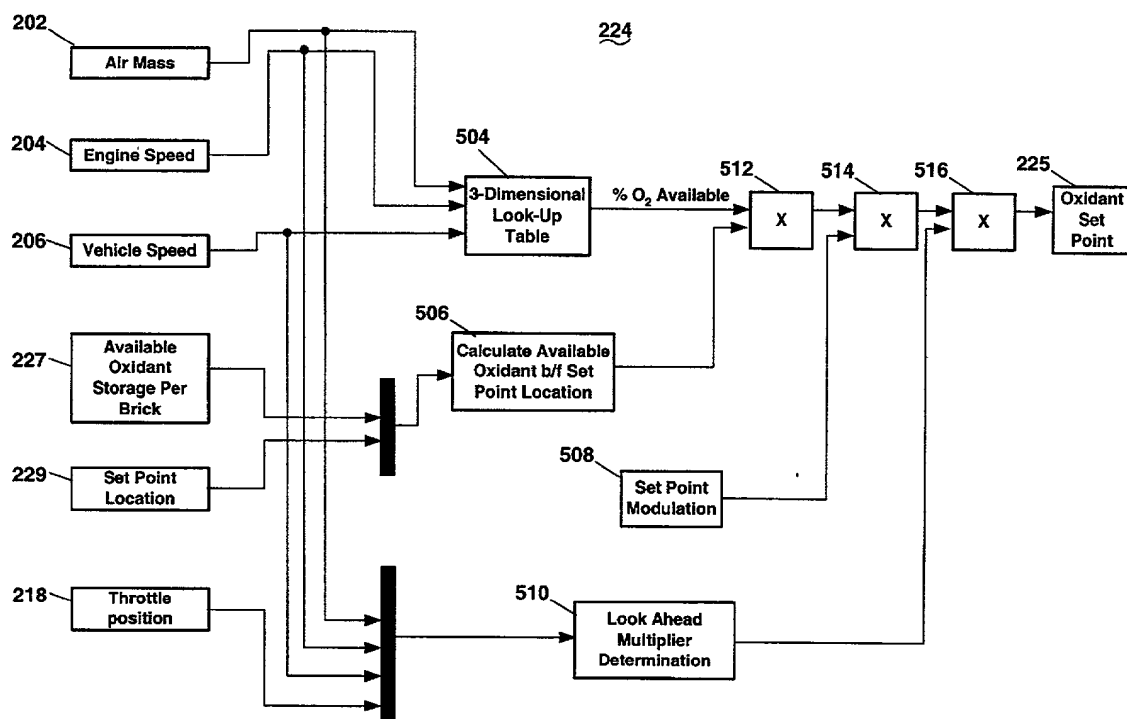 202
Air Mass
224
204
Engine Speed
504
3-Dimensional
Look-Up
Table
% O₂ Available
512
X
514
X
516
X
225
Oxidant
Set
Point
206
Vehicle Speed
227
Available
Oxidant
Storage Per
Brick
506
Calculate Available
Oxidant b/f Set
Point Location
229
Set Point
Location
508
Set Point
Modulation
218
Throttle
position
510
Look Ahead
Multiplier
Determination